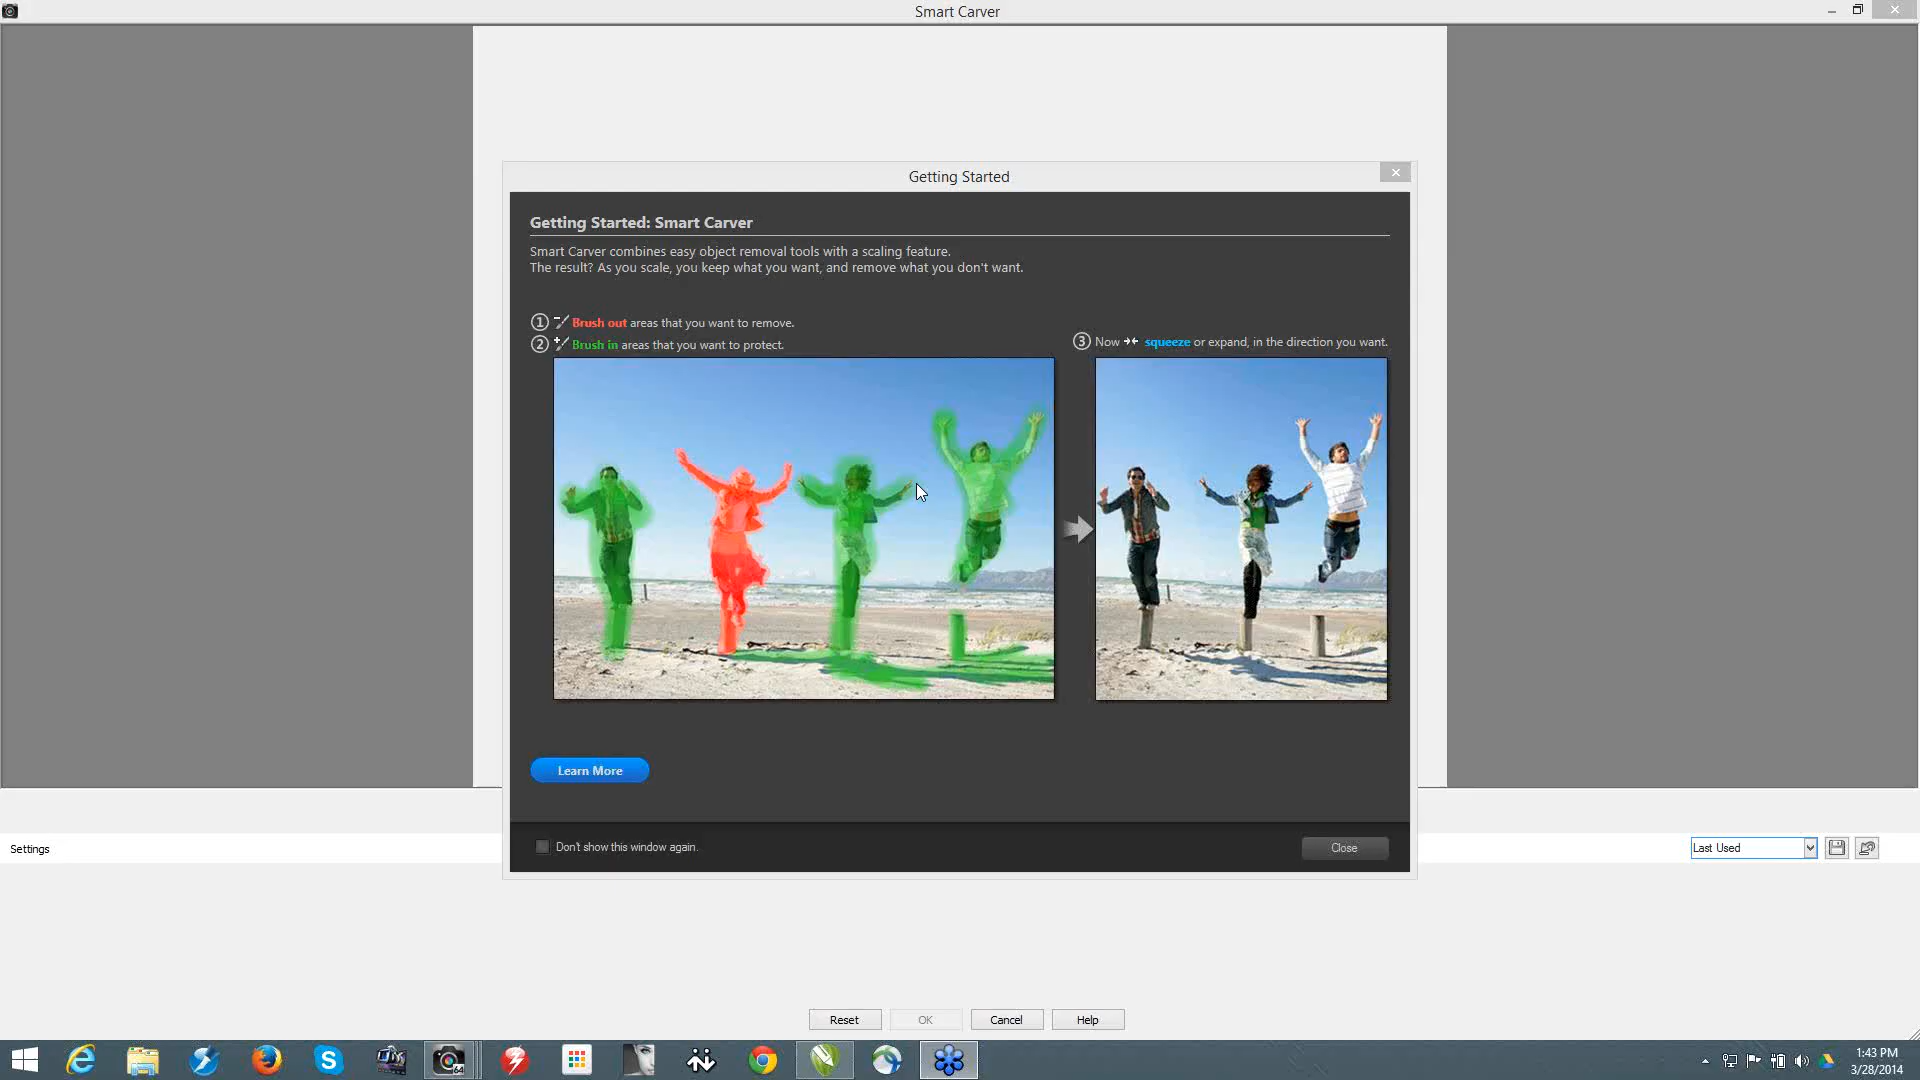 Smart Carver
Getting Started
Getting Started: Smart Carver
Smart Carver combines easy object removal tools with a scaling feature.
The result? As you scale, you keep what you want, and remove what you don't want.
1 Brush out areas that you want to remove.
2 Brush in areas that you want to protect.
3 Now squeeze or expand, in the direction you want.
Learn More
Don't show this window again.
Close
Settings
Last Used
Reset
OK
Cancel
Help
64
1:43 PM
3/28/2014